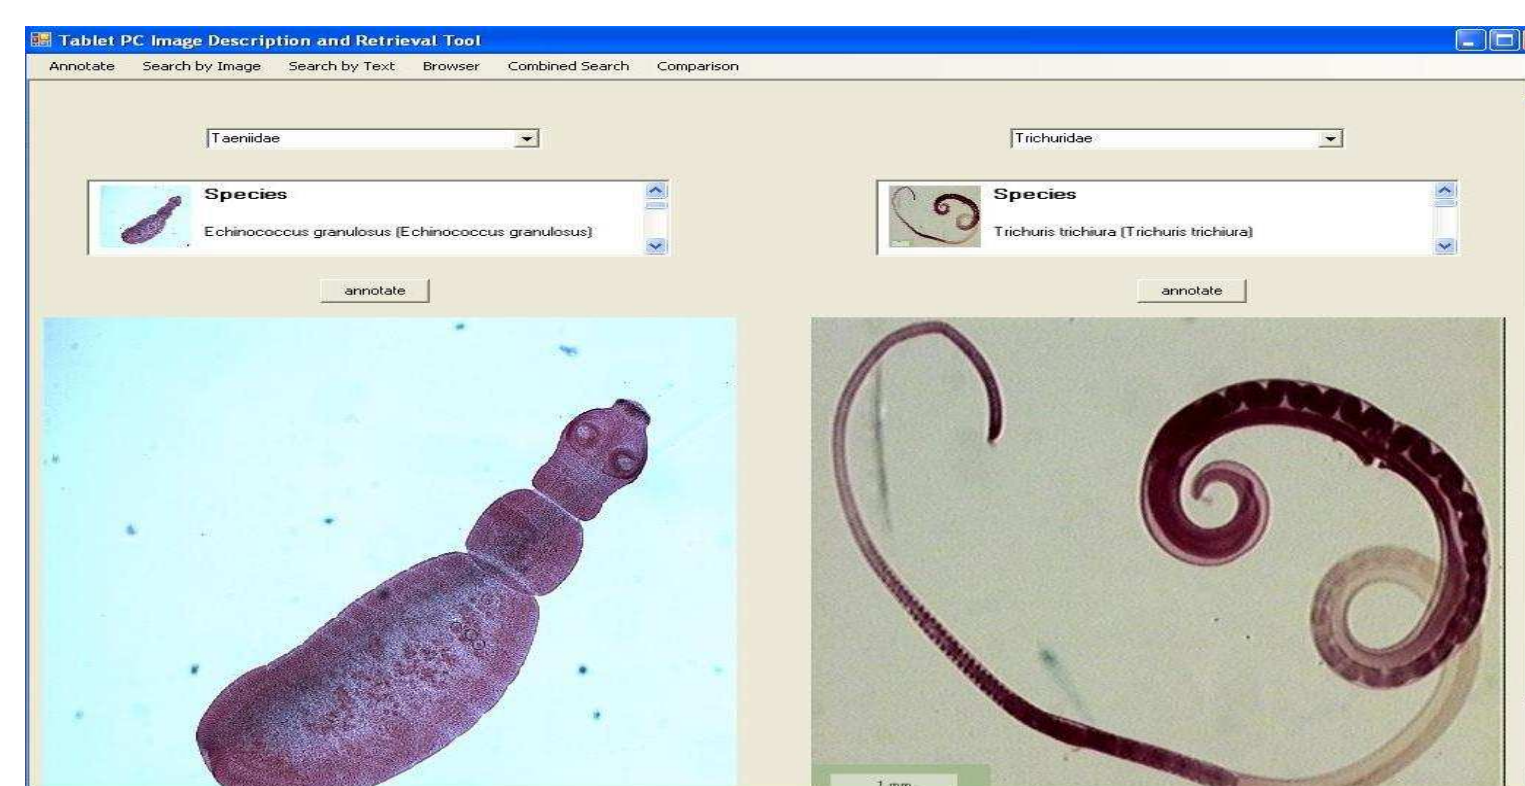 Tablet PC Image Description and Retrieval Tool
Annotate Search by Image Search by Text Browser Combined Search Comparison
Taeniidae
Trichuridae
Species
Echinococcus granulosus (Echinococcus granulosus)
Species
Trichuris trichiura (Trichuris trichiura)
annotate
annotate
1 mm